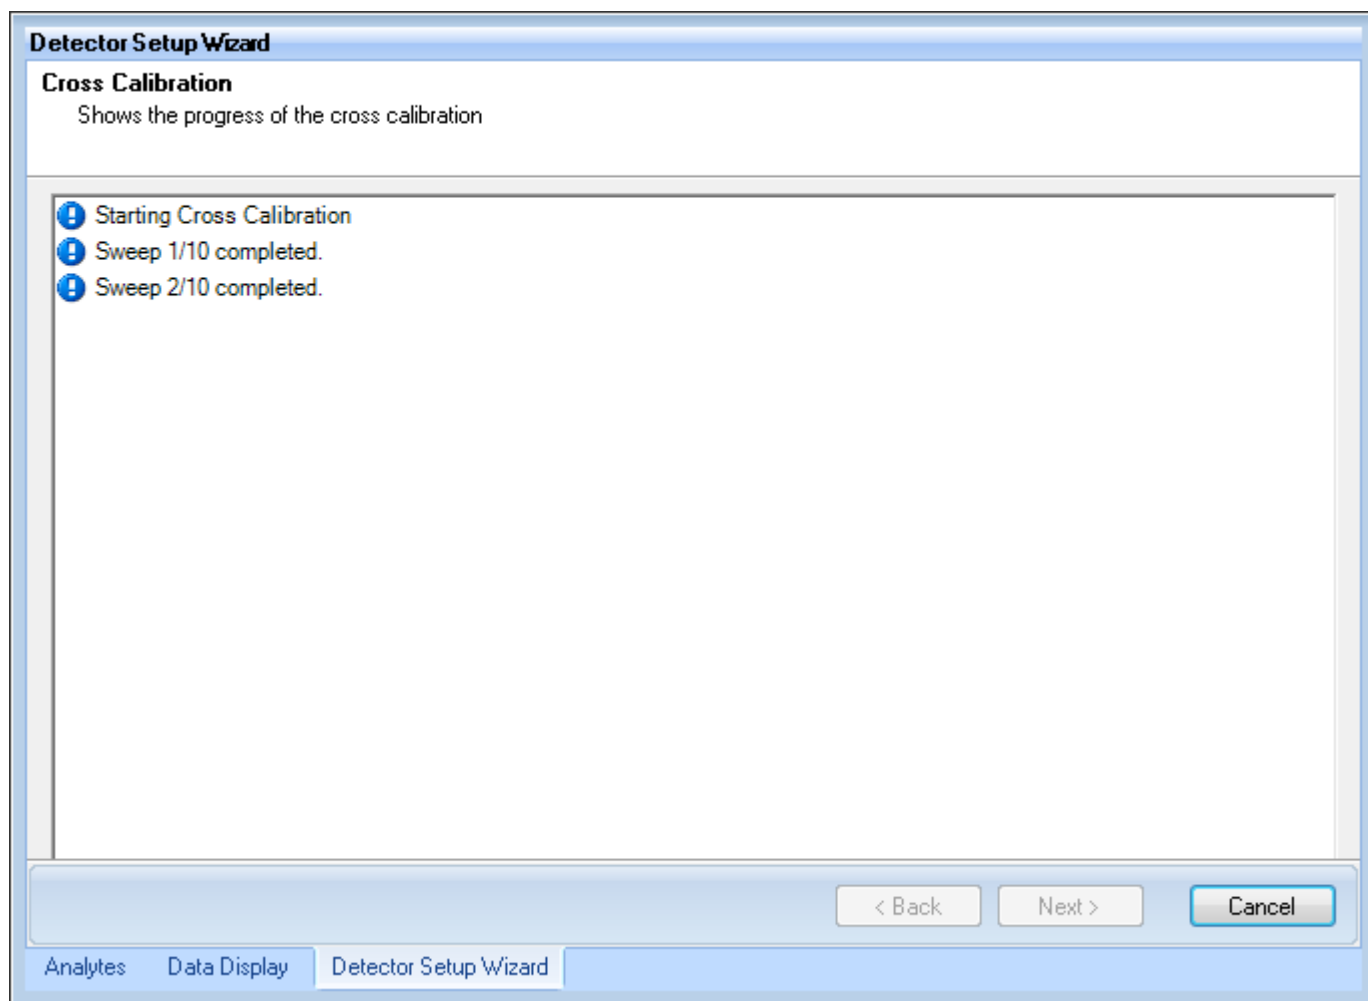 Detector Setup Wizard
Cross Calibration
Shows the progress of the cross calibration
Starting Cross Calibration
Sweep 1/10 completed.
Sweep 2/10 completed.
< Back Next > Cancel
Analytes Data Display Detector Setup Wizard